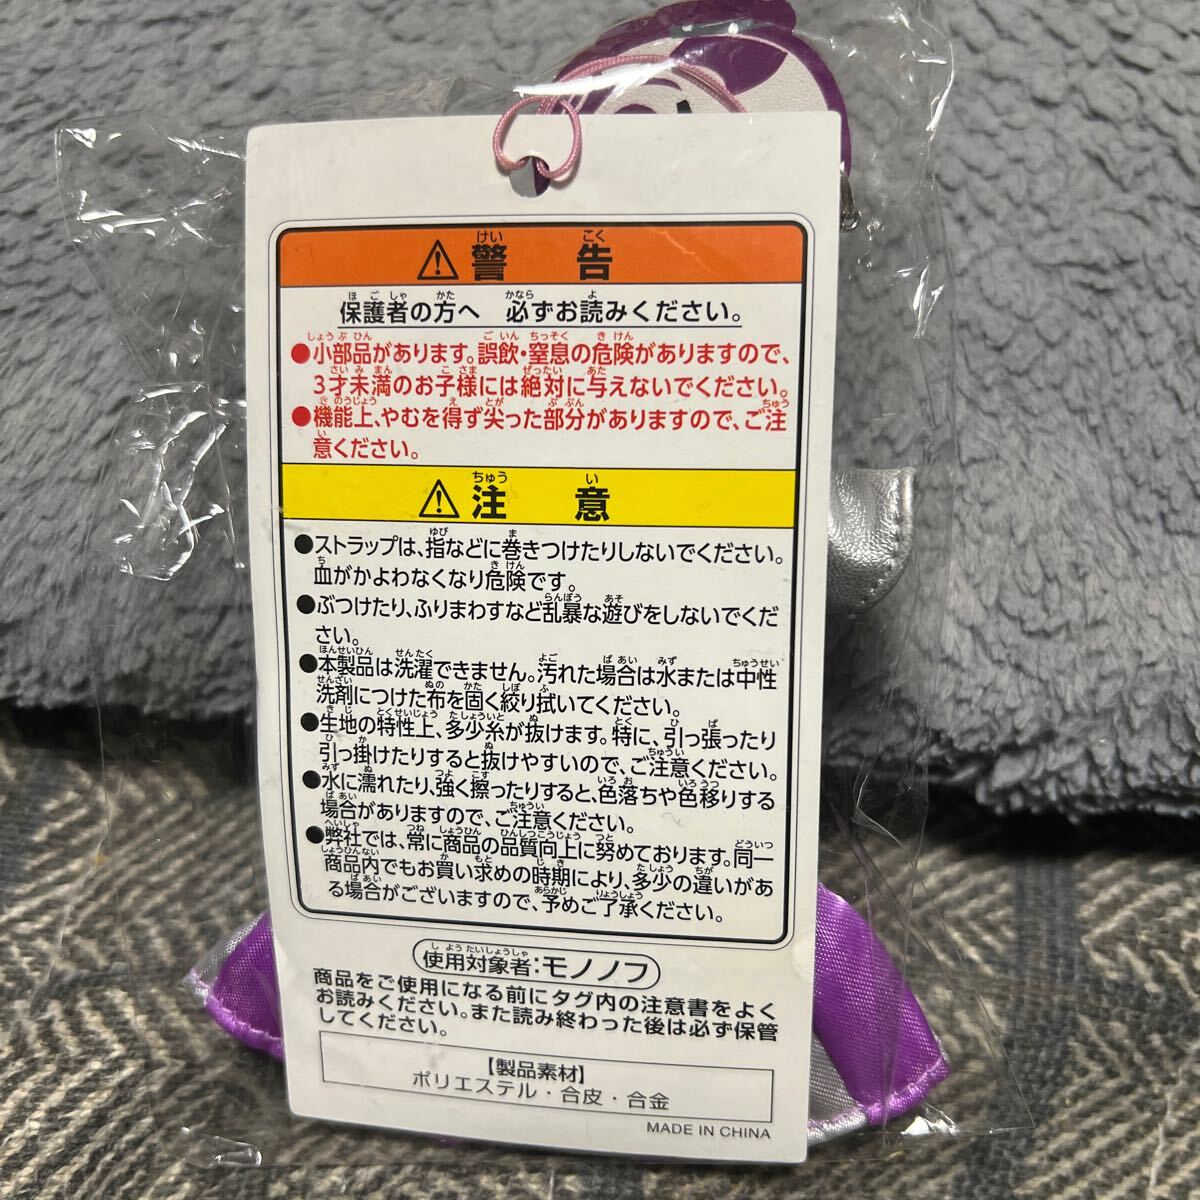 ⚠警告
保護者の方へ 必ずお読みください。
●小部品があります。誤飲・窒息の危険がありますので、
3才未満のお子様には絶対に与えないでください。
●機能上、やむを得ず尖った部分がありますので、ご注
意ください。
⚠注意
●ストラップは、指などに巻きつけたりしないでください。
血がかよわなくなり危険です。
●ぶつけたり、ふりまわすなど乱暴な遊びをしないでくだ
さい。
●本製品は洗濯できません。汚れた場合は水または中性
洗剤につけた布を固く絞り拭いてください。
●生地の特性上、多少糸が抜けます。特に、引っ張ったり
引っ掛けたりすると抜けやすいので、ご注意ください。
●水に濡れたり、強く擦ったりすると、色落ちや色移りする
場合がありますので、ご注意ください。
●弊社では、常に商品の品質向上に努めております。同一
商品内でもお買い求めの時期により、多少の違いがあ
る場合がございますので、予めご了承ください。
使用対象者:モノノフ
商品をご使用になる前にタグ内の注意書をよく
お読みください。また読み終わった後は必ず保管
してください。
【製品素材】
ポリエステル・合皮・合金
MADE IN CHINA